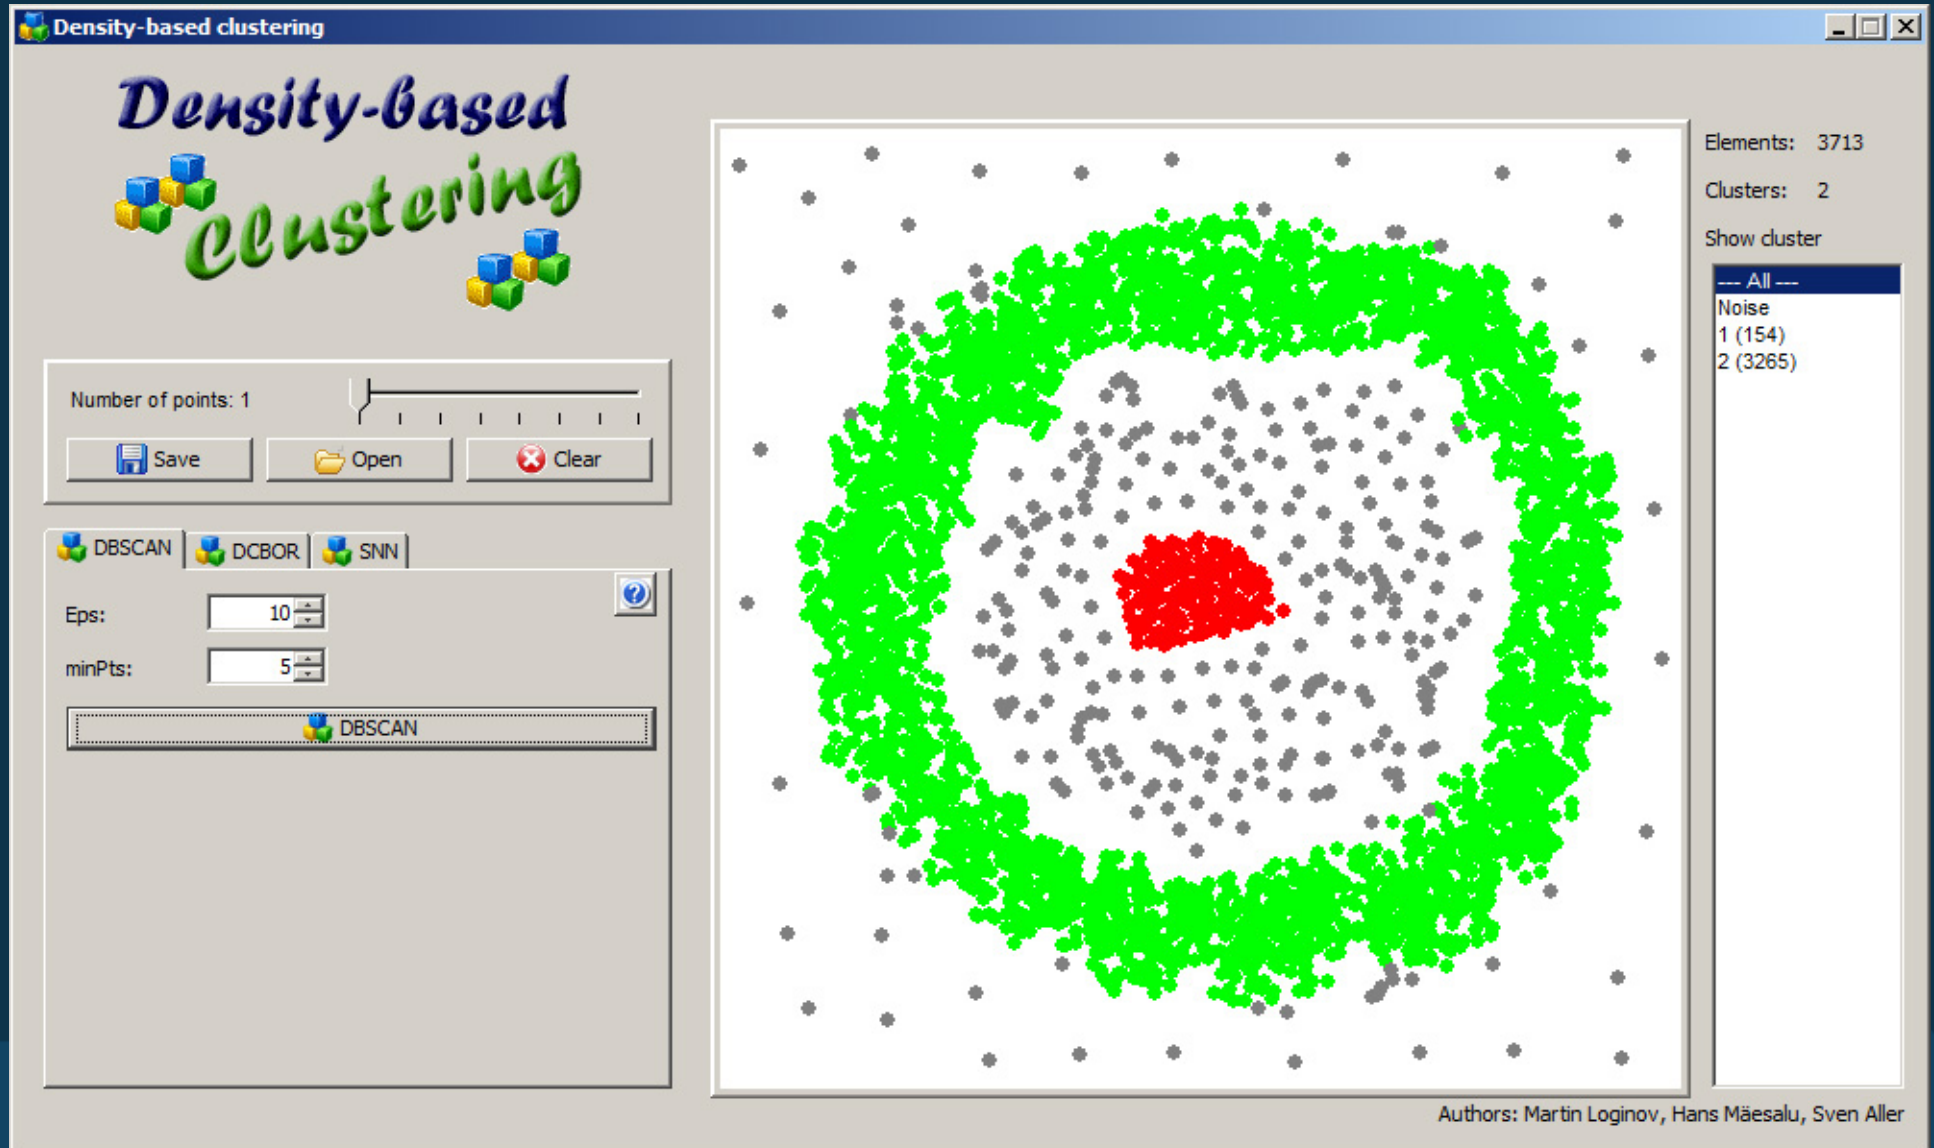 Density-based clustering
Density-based
Clustering
Number of points: 1
Save
Open
Clear
DBSCAN
DCBOR
SNN
Eps:
10
minPts:
5
DBSCAN
Elements: 3713
Clusters: 2
Show cluster
--- All ---
Noise
1 (154)
2 (3265)
Authors: Martin Loginov, Hans Mäesalu, Sven Aller